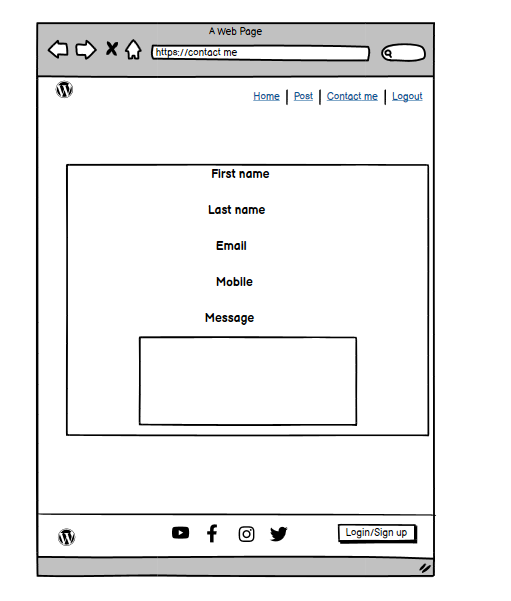 A Web Page
https://contact me
Home | Post | Contact me | Logout
First name
Last name
Email
Mobile
Message
Login/Sign up